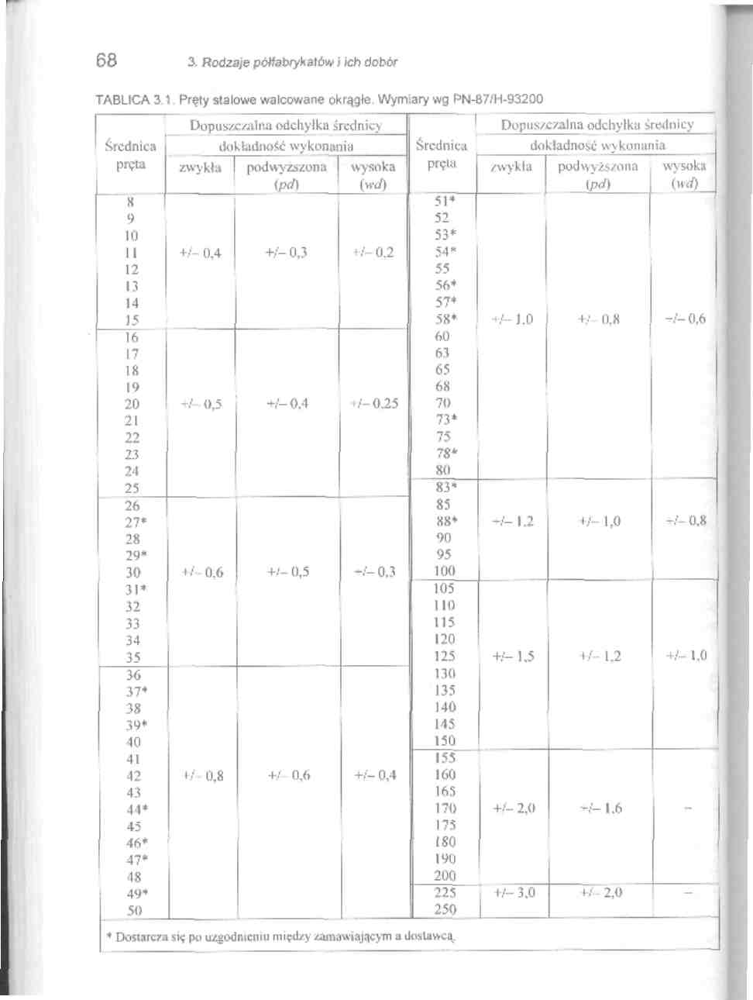 68 3. Rodzaje półfabrykatów i ich dobór
TABLICA 3.1. Pręty stalowe walcowane okrągłe. Wymiary wg PN-87/H-93200
Dopuszczalna odchyłka średnicy Dopuszczalna odchyłka średnicy
Średnica dokładność wykonania Średnica dokładność wykonania
pręta zwykła podwyższona wysoka pręta zwykła podwyższona wysoka
(pd) (wd) (pd) (wd)
8 51*
9 52
10 53*
11 +/– 0,4 +/– 0,3 +/– 0,2 54*
12 55
13 56*
14 57*
15 58* +/– 1,0 +/– 0,8 +/– 0,6
16 60
17 63
18 65
19 68
20 +/– 0,5 +/– 0,4 +/– 0,25 70
21 73*
22 75
23 78*
24 80
25 83*
26 85
27* 88* +/– 1,2 +/– 1,0 +/– 0,8
28 90
29* 95
30 +/– 0,6 +/– 0,5 +/– 0,3 100
31* 105
32 110
33 115
34 120
35 125 +/– 1,5 +/– 1,2 +/– 1,0
36 130
37* 135
38 140
39* 145
40 150
41 155
42 +/– 0,8 +/– 0,6 +/– 0,4 160
43 165
44* 170 +/– 2,0 +/– 1,6 –
45 175
46* 180
47* 190
48 200
49* 225 +/– 3,0 +/– 2,0 –
50 250
* Dostarcza się po uzgodnieniu między zamawiającym a dostawcą.